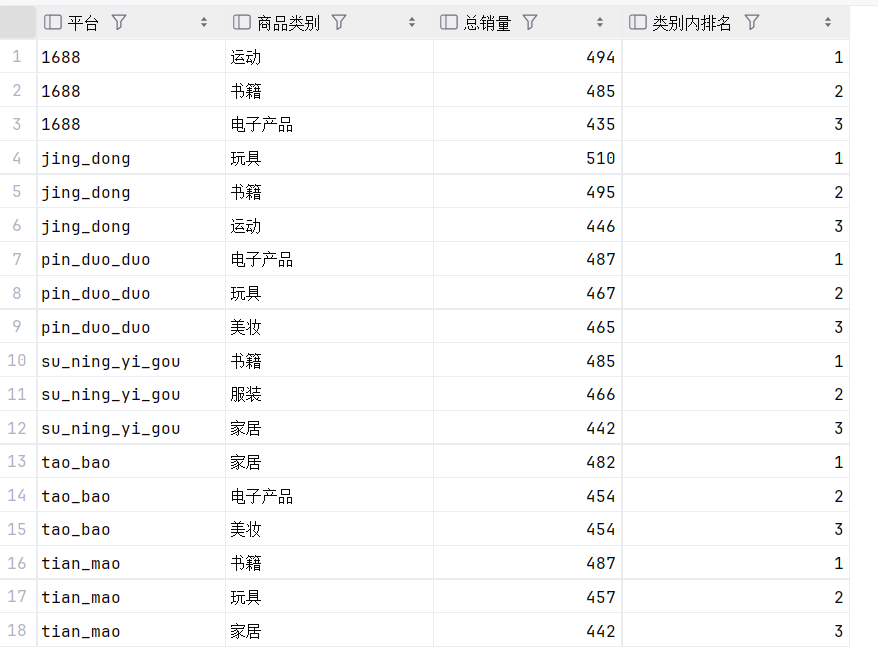 平台 商品类别 总销量 类别内排名
1 1688 运动 494 1
2 1688 书籍 485 2
3 1688 电子产品 435 3
4 jing_dong 玩具 510 1
5 jing_dong 书籍 495 2
6 jing_dong 运动 446 3
7 pin_duo_duo 电子产品 487 1
8 pin_duo_duo 玩具 467 2
9 pin_duo_duo 美妆 465 3
10 su_ning_yi_gou 书籍 485 1
11 su_ning_yi_gou 服装 466 2
12 su_ning_yi_gou 家居 442 3
13 tao_bao 家居 482 1
14 tao_bao 电子产品 454 2
15 tao_bao 美妆 454 3
16 tian_mao 书籍 487 1
17 tian_mao 玩具 457 2
18 tian_mao 家居 442 3